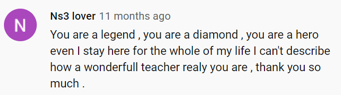 N
Ns3 lover 11 months ago
You are a legend , you are a diamond , you are a hero
even I stay here for the whole of my life I can't describe
how a wonderfull teacher realy you are , thank you so
much .